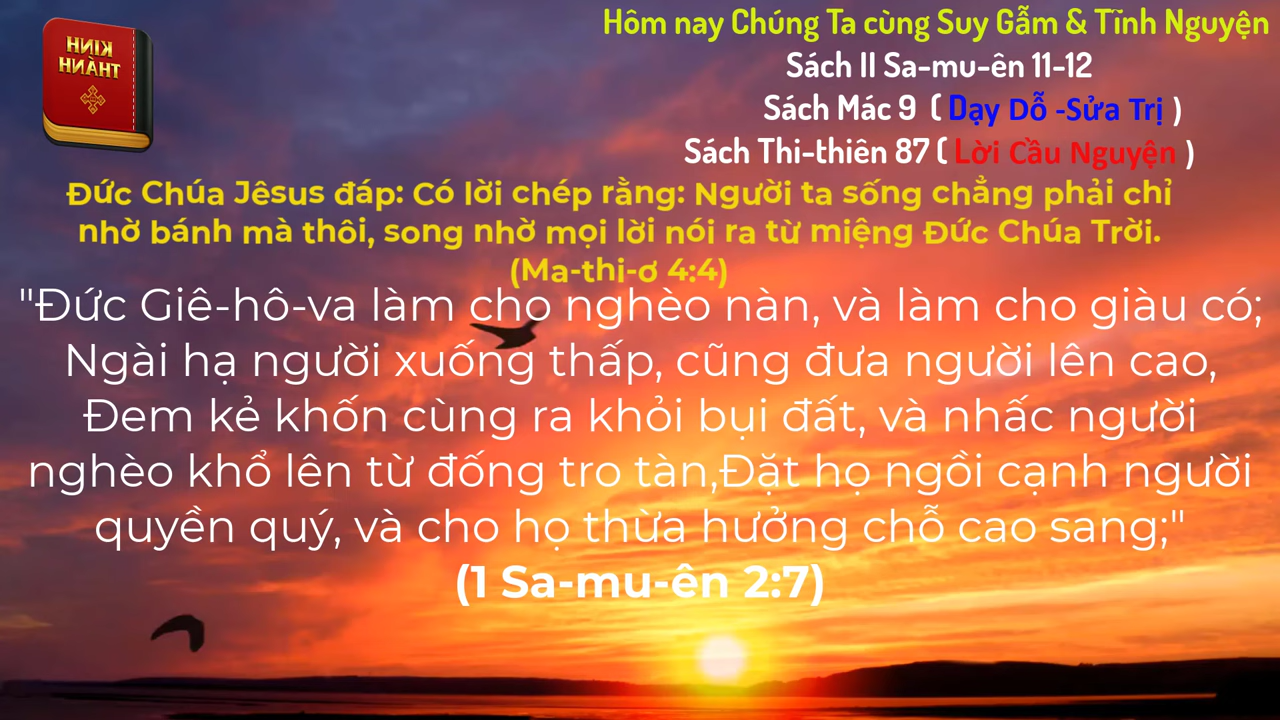 KINH
THÀNH
Hôm nay Chúng Ta cùng Suy Gẫm & Tĩnh Nguyện
Sách II Sa-mu-ên 11-12
Sách Mác 9 ( Dạy Dỗ -Sửa Trị )
Sách Thi-thiên 87 ( Lời Cầu Nguyện )
Đức Chúa Jêsus đáp: Có lời chép rằng: Người ta sống chẳng phải chỉ
nhờ bánh mà thôi, song nhờ mọi lời nói ra từ miệng Đức Chúa Trời.
(Ma-thi-ơ 4:4)
"Đức Giê-hô-va làm cho nghèo nàn, và làm cho giàu có;
Ngài hạ người xuống thấp, cũng đưa người lên cao,
Đem kẻ khốn cùng ra khỏi bụi đất, và nhấc người
nghèo khổ lên từ đống tro tàn,Đặt họ ngồi cạnh người
quyền quý, và cho họ thừa hưởng chỗ cao sang;"
(1 Sa-mu-ên 2:7)